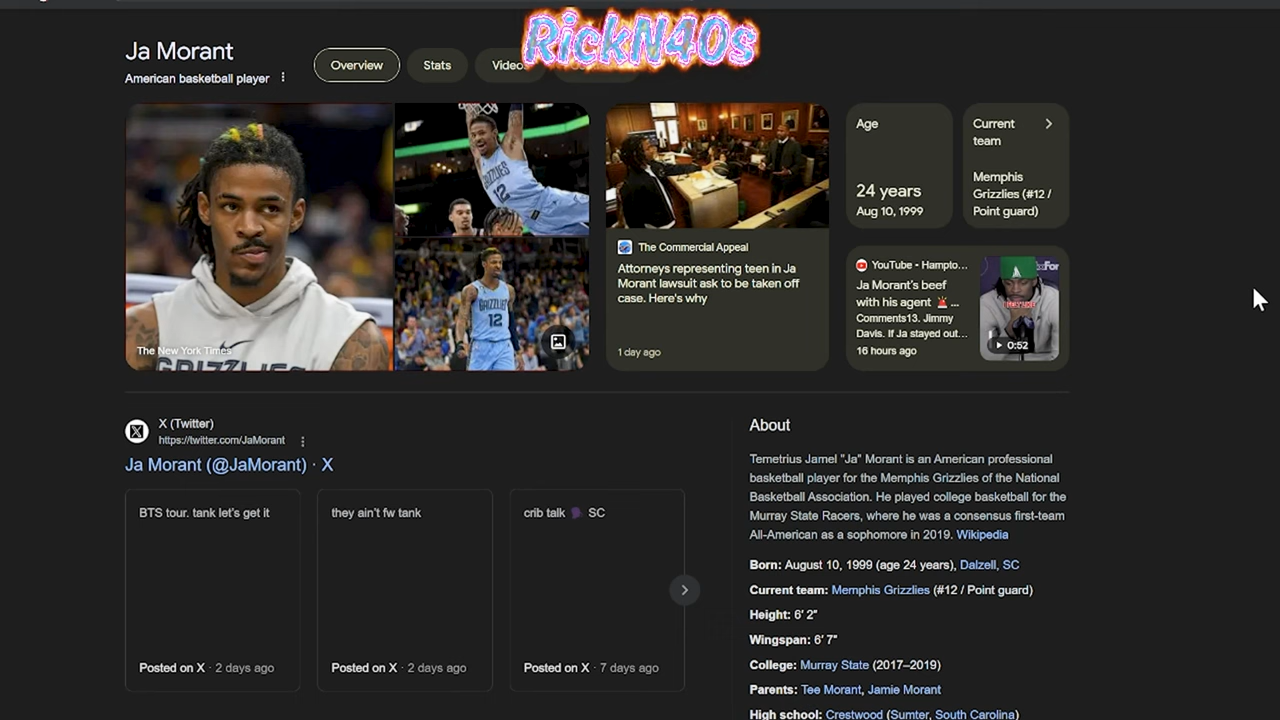 RickN40s
Ja Morant
American basketball player
Overview
Stats
Videos
The New York Times
GRIZZLIES
12
GRIZZLIES
12
The Commercial Appeal
Attorneys representing teen in Ja
Morant lawsuit ask to be taken off
case. Here's why
1 day ago
Age
24 years
Aug 10, 1999
Current
team
Memphis
Grizzlies (#12 /
Point guard)
YouTube - Hampto...
Ja Morant's beef
with his agent 🚨 ...
Comments13. Jimmy
Davis. If Ja stayed out...
16 hours ago
0:52
X (Twitter)
https://twitter.com/JaMorant
Ja Morant (@JaMorant) · X
BTS tour. tank let's get it
Posted on X · 2 days ago
they ain't fw tank
Posted on X · 2 days ago
crib talk SC
Posted on X · 7 days ago
About
Temetrius Jamel "Ja" Morant is an American professional
basketball player for the Memphis Grizzlies of the National
Basketball Association. He played college basketball for the
Murray State Racers, where he was a consensus first-team
All-American as a sophomore in 2019. Wikipedia
Born: August 10, 1999 (age 24 years), Dalzell, SC
Current team: Memphis Grizzlies (#12 / Point guard)
Height: 6′ 2″
Wingspan: 6′ 7″
College: Murray State (2017–2019)
Parents: Tee Morant, Jamie Morant
High school: Crestwood (Sumter, South Carolina)